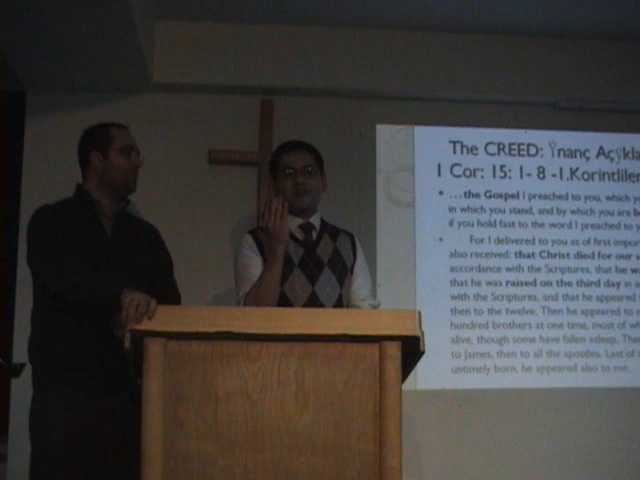 The CREED: Ýnanç Açýkla
1 Cor: 15: 1- 8 -1.Korintliler
• ...the Gospel I preached to you, which yo
in which you stand, and by which you are b
if you hold fast to the word I preached to y
• For I delivered to you as of first impor
also received: that Christ died for our s
accordance with the Scriptures, that he w
that he was raised on the third day in a
with the Scriptures, and that he appeared
then to the twelve. Then he appeared to
hundred brothers at one time, most of w
alive, though some have fallen asleep. The
to James, then to all the apostles. Last of
untimely born, he appeared also to me.